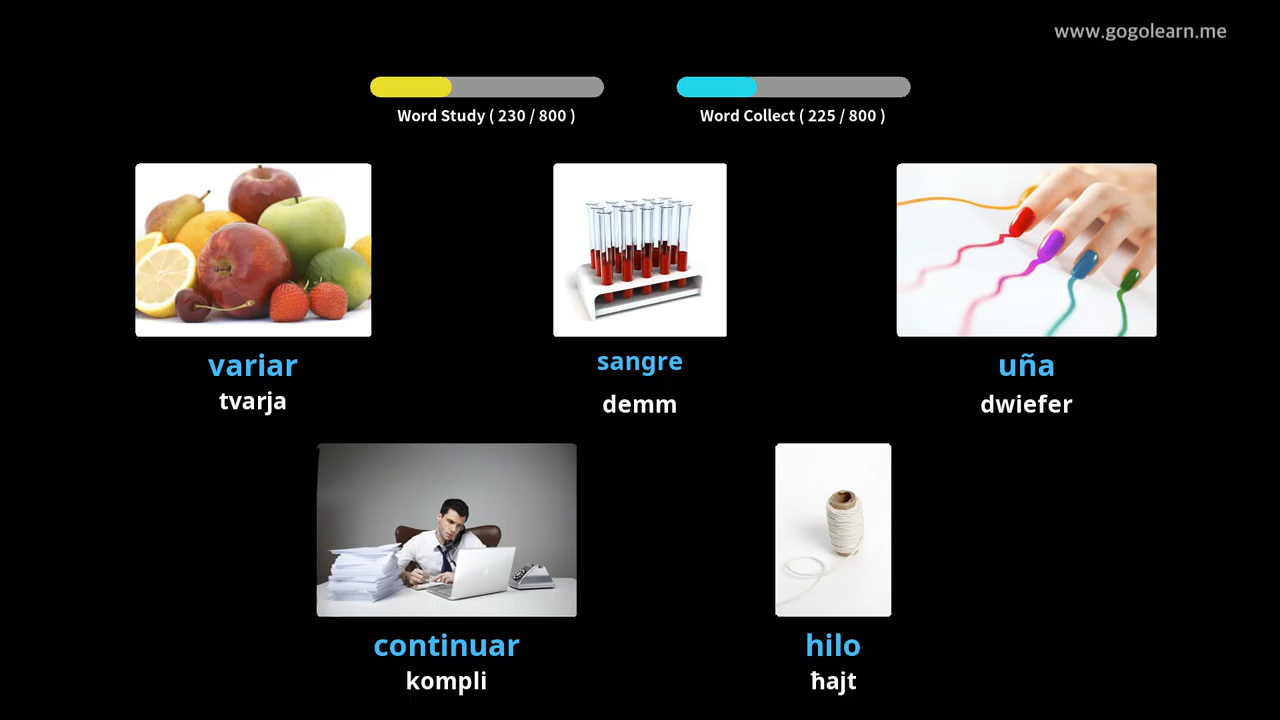 www.gogolearn.me
Word Study ( 230 / 800 )
Word Collect ( 225 / 800 )
variar
tvarja
sangre
demm
uña
dwiefer
continuar
kompli
hilo
ħajt